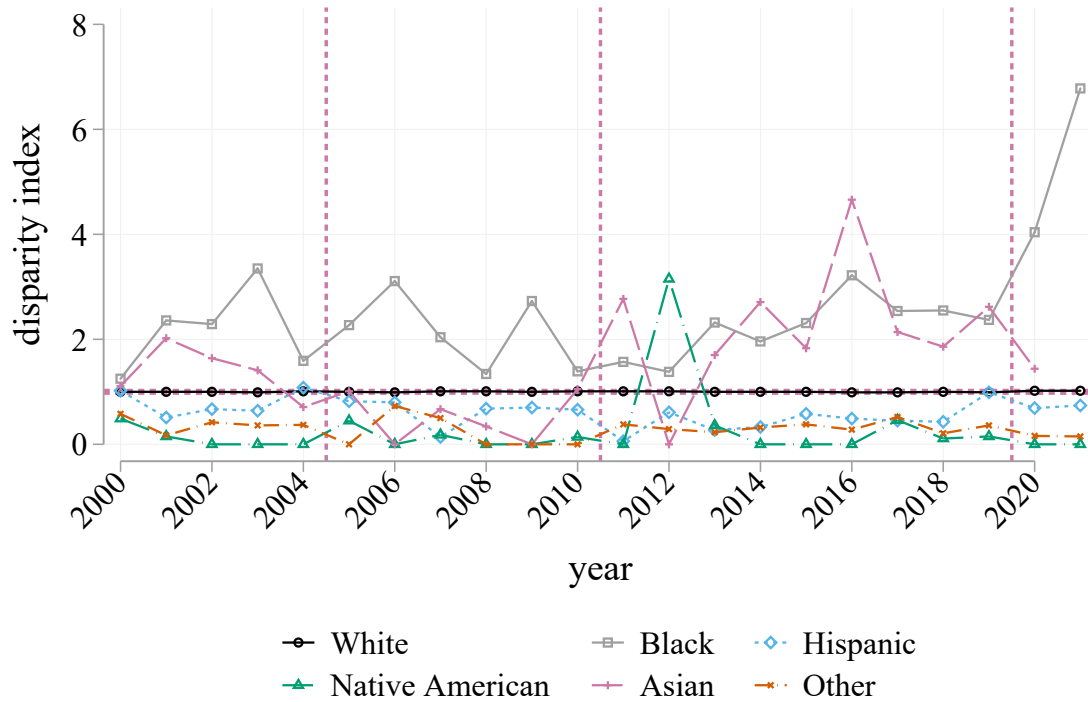 8
6
4
2
0
disparity index
2000 2002 2004 2006 2008 2010 2012 2014 2016 2018 2020
year
White Black Hispanic
Native American Asian Other